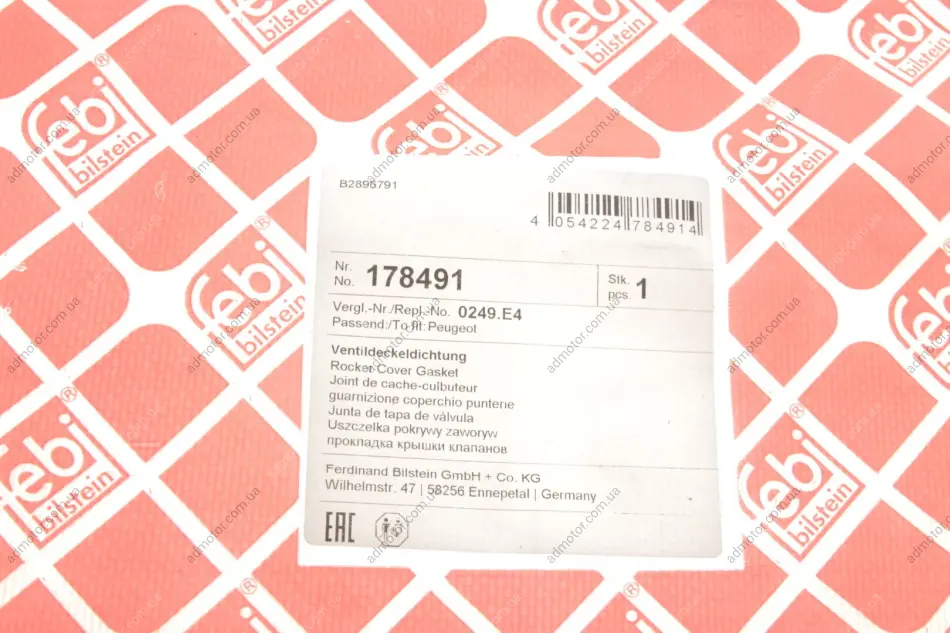 B2895791
4 054224 784914
Nr.
No. 178491
Stk.
pcs. 1
Vergl.-Nr./Repl.-No. 0249.E4
Passend:/To fit: Peugeot
Ventildeckeldichtung
Rocker Cover Gasket
Joint de cache-culbuteur
guarnizione coperchio punterie
Junta de tapa de válvula
Uszczelka pokrywy zaworyw
прокладка крышки клапанов
Ferdinand Bilstein GmbH + Co. KG
Wilhelmstr. 47 | 58256 Ennepetal | Germany
EAC
febi ®
bilstein
admotor.com.ua